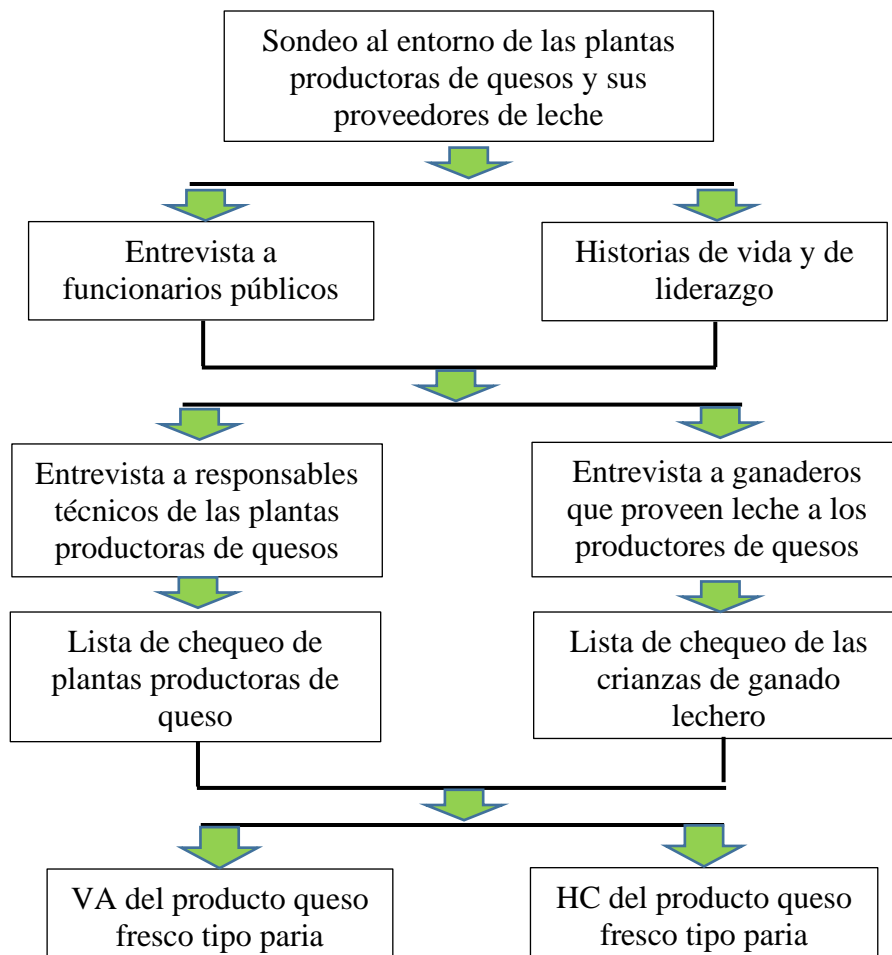 Sondeo al entorno de las plantas
productoras de quesos y sus
proveedores de leche
Entrevista a
funcionarios públicos
Historias de vida y de
liderazgo
Entrevista a responsables
técnicos de las plantas
productoras de quesos
Entrevista a ganaderos
que proveen leche a los
productores de quesos
Lista de chequeo de
plantas productoras de
queso
Lista de chequeo de las
crianzas de ganado
lechero
VA del producto queso
fresco tipo paria
HC del producto queso
fresco tipo paria